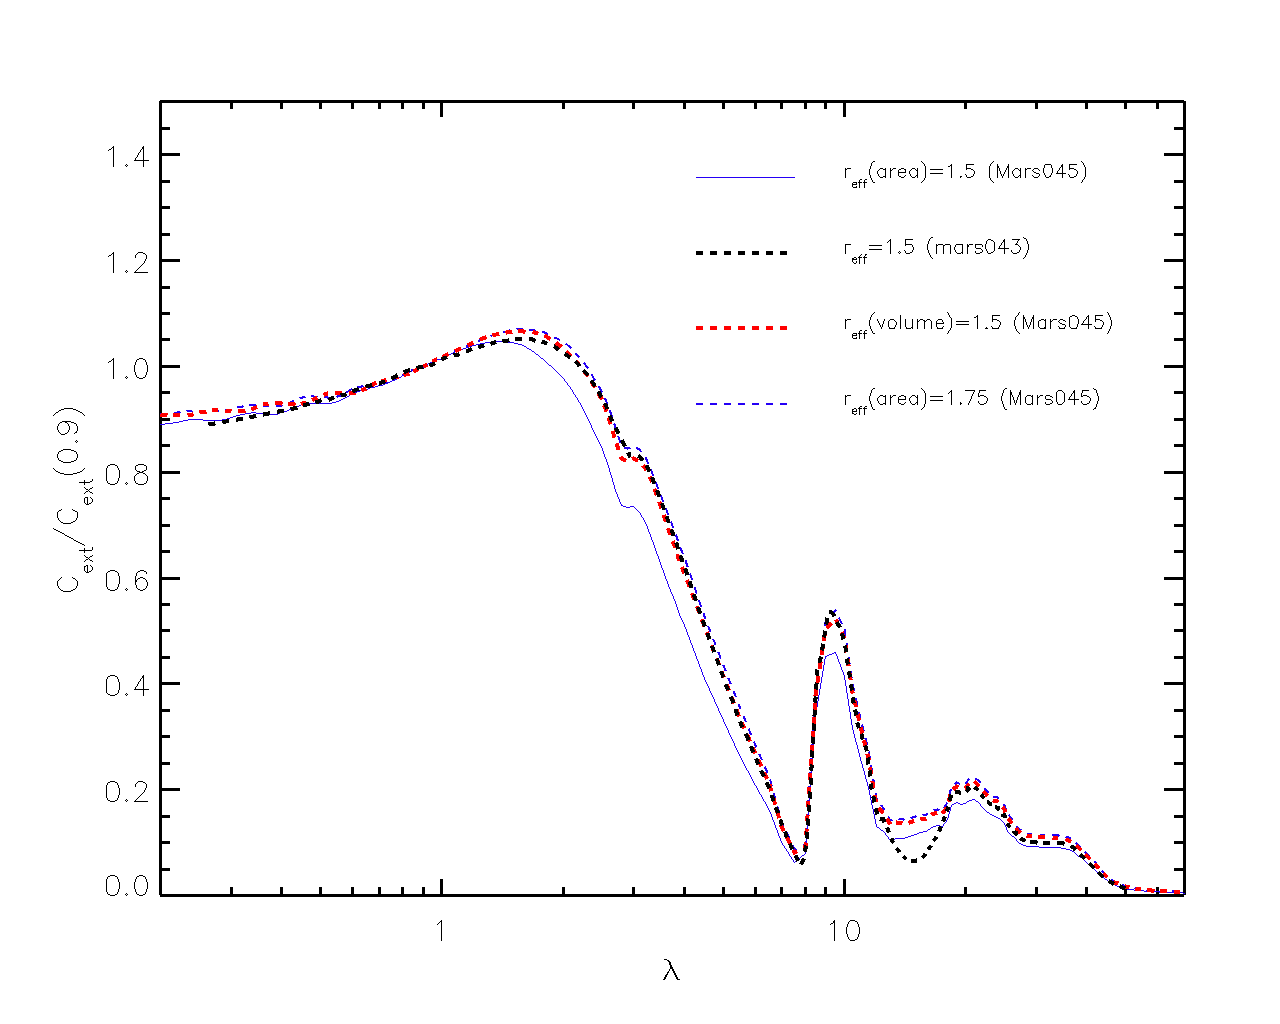 r_eff(area)=1.5 (Mars045)
r_eff=1.5 (mars043)
r_eff(volume)=1.5 (Mars045)
r_eff(area)=1.75 (Mars045)
C_ext/C_ext(0.9)
1.4
1.2
1.0
0.8
0.6
0.4
0.2
0.0
1 10
λ